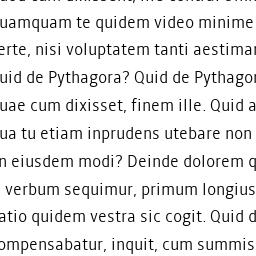 uamquam te quidem video minime
erte, nisi voluptatem tanti aestimar
uid de Pythagora? Quid de Pythagor
uae cum dixisset, finem ille. Quid a
ua tu etiam inprudens utebare non
n eiusdem modi? Deinde dolorem q
verbum sequimur, primum longius
atio quidem vestra sic cogit. Quid d
ompensabatur, inquit, cum summis